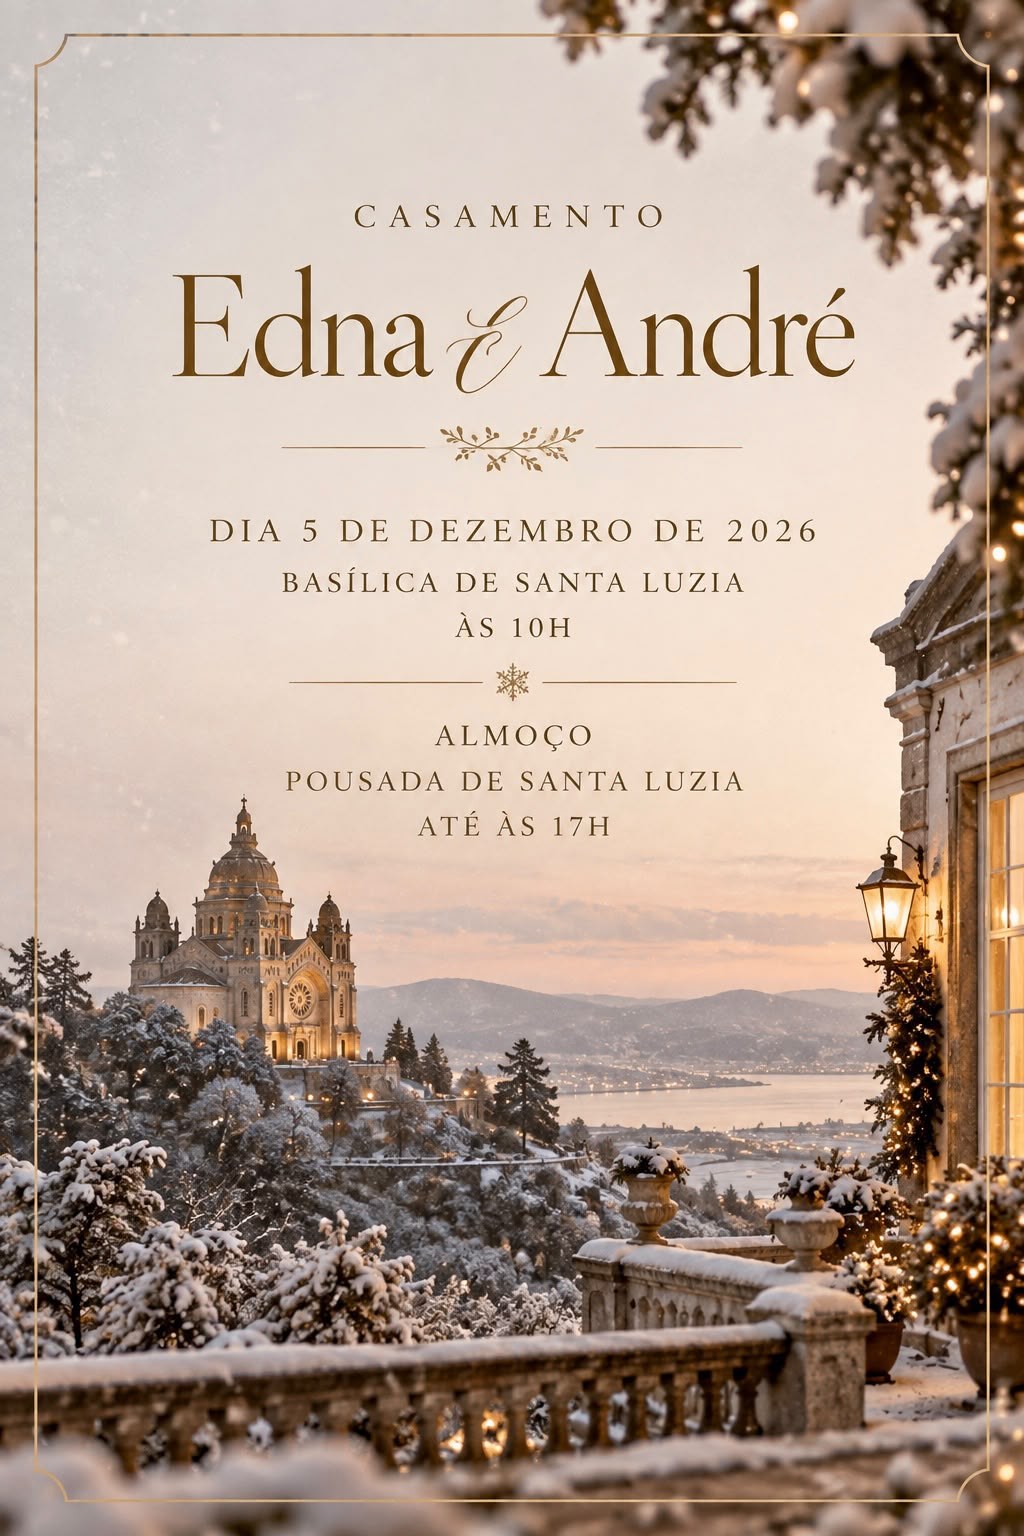 CASAMENTO
Edna E André
DIA 5 DE DEZEMBRO DE 2026
BASÍLICA DE SANTA LUZIA
ÀS 10H
ALMOÇO
POUSADA DE SANTA LUZIA
ATÉ ÀS 17H